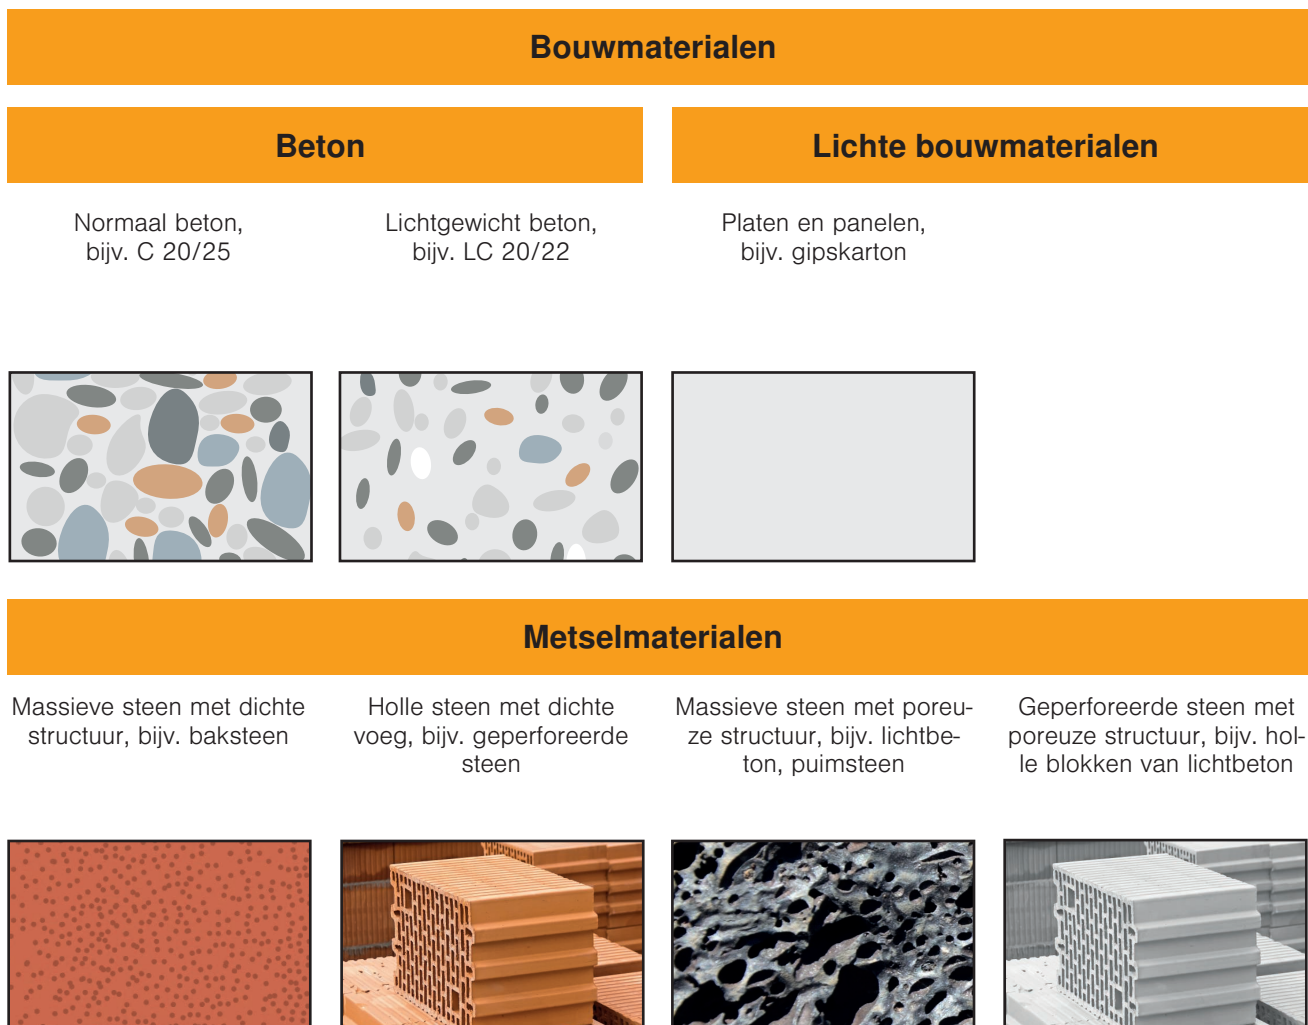 Bouwmaterialen
Beton
Lichte bouwmaterialen
Normaal beton,
bijv. C 20/25
Lichtgewicht beton,
bijv. LC 20/22
Platen en panelen,
bijv. gipskarton
Metselmaterialen
Massieve steen met dichte
structuur, bijv. baksteen
Holle steen met dichte
voeg, bijv. geperforeerde
steen
Massieve steen met poreu-
ze structuur, bijv. lichtbe-
ton, puimsteen
Geperforeerde steen met
poreuze structuur, bijv. hol-
le blokken van lichtbeton